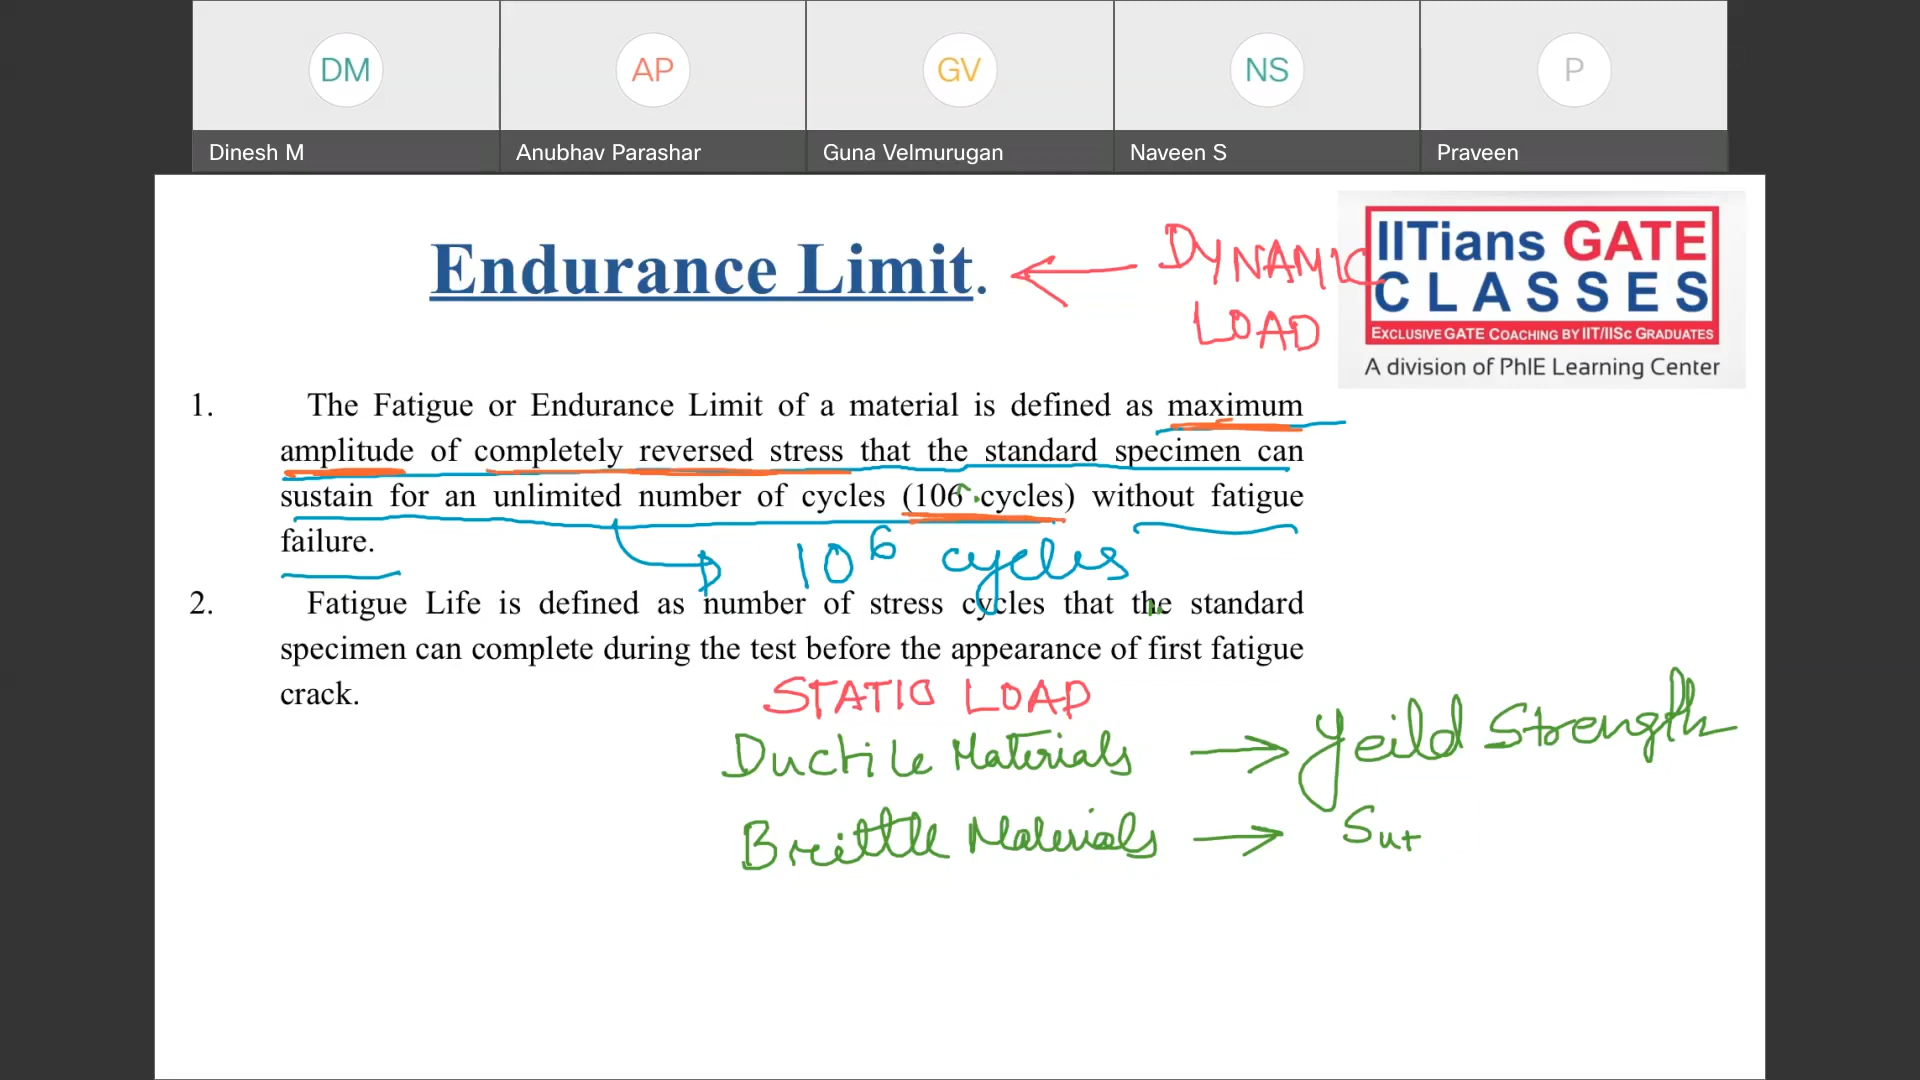 DM
AP
GV
NS
P
Dinesh M
Anubhav Parashar
Guna Velmurugan
Naveen S
Praveen
Endurance Limit.
DYNAMIC
LOAD
IITians GATE
CLASSES
EXCLUSIVE GATE COACHING BY IIT/IISc GRADUATES
A division of PhIE Learning Center
1. The Fatigue or Endurance Limit of a material is defined as maximum
amplitude of completely reversed stress that the standard specimen can
sustain for an unlimited number of cycles (106 cycles) without fatigue
failure.
10⁶ cycles
2. Fatigue Life is defined as number of stress cycles that the standard
specimen can complete during the test before the appearance of first fatigue
crack.
STATIC LOAD
Ductile Materials → Yeild Strength
Breittle Materials → Sut